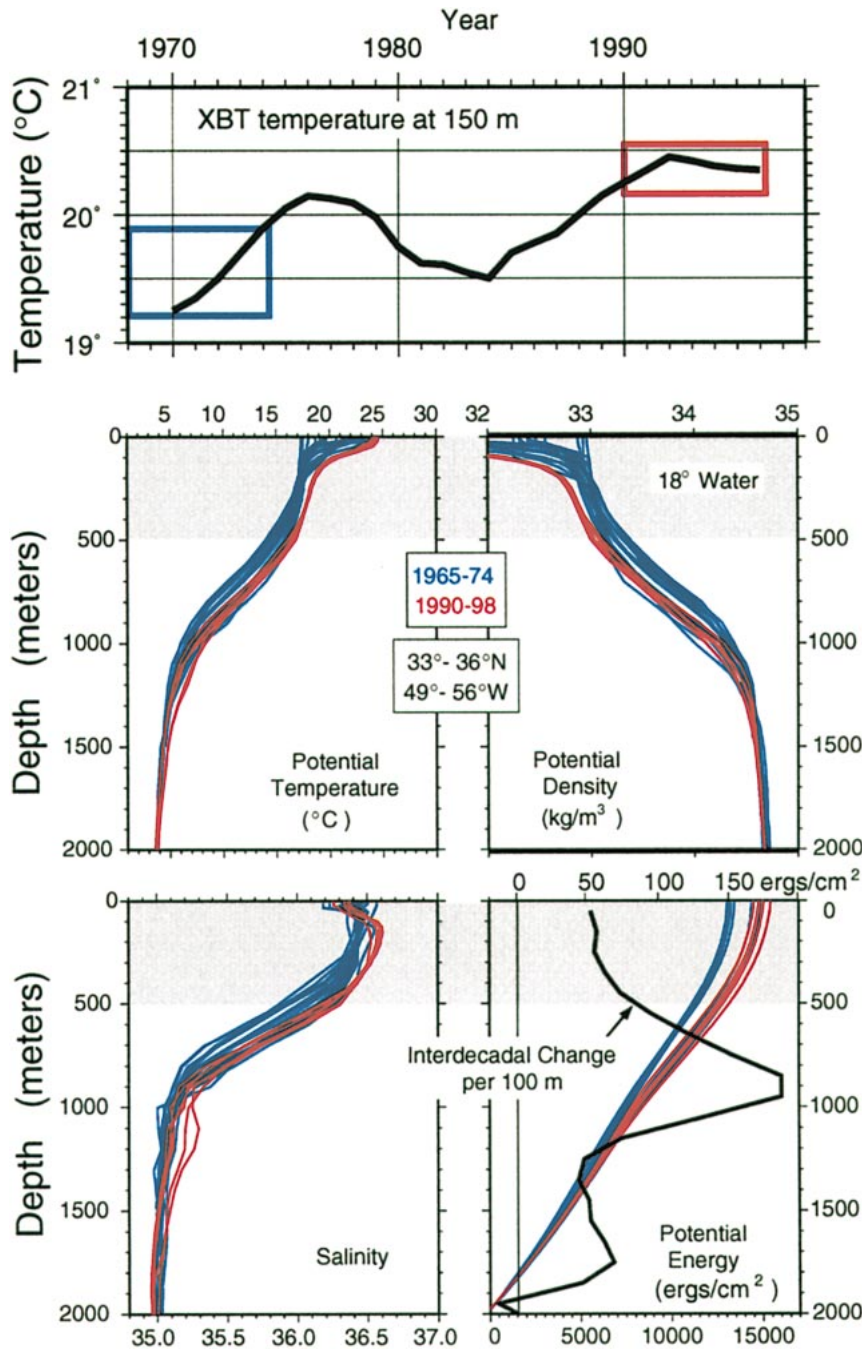 Year
1970 1980 1990
21°
20°
19°
Temperature (°C)
XBT temperature at 150 m
5 10 15 20 25 30 32 33 34 35
0 0
500 500
1000 1000
1500 1500
2000 2000
Depth (meters)
18° Water
1965-74
1990-98
33°- 36°N
49°- 56°W
Potential
Temperature
(°C )
Potential
Density
(kg/m³ )
0 50 100 150 ergs/cm²
0 0
500 500
1000 1000
1500 1500
2000 2000
Depth (meters)
Interdecadal Change
per 100 m
Salinity
Potential
Energy
(ergs/cm² )
35.0 35.5 36.0 36.5 37.0 0 5000 10000 15000